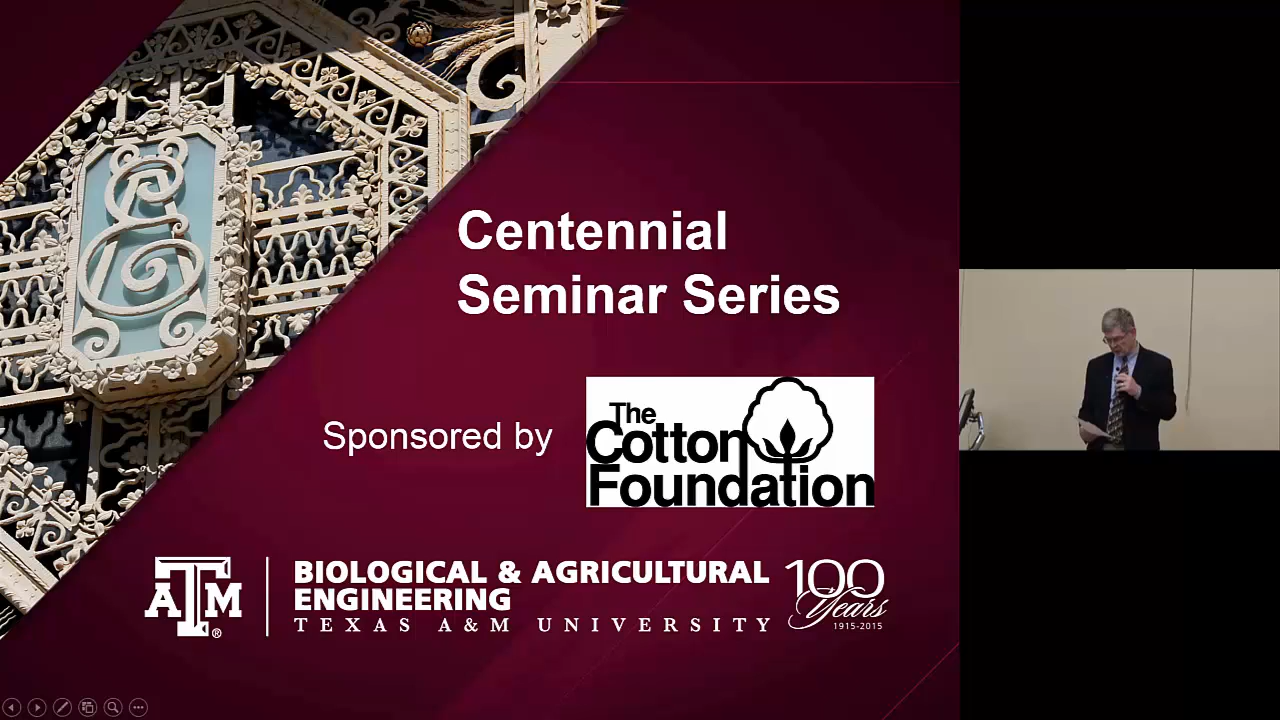 Centennial
Seminar Series
Sponsored by
The
Cotton
Foundation
ATM®
BIOLOGICAL & AGRICULTURAL
ENGINEERING
TEXAS A&M UNIVERSITY
100
Years
1915-2015